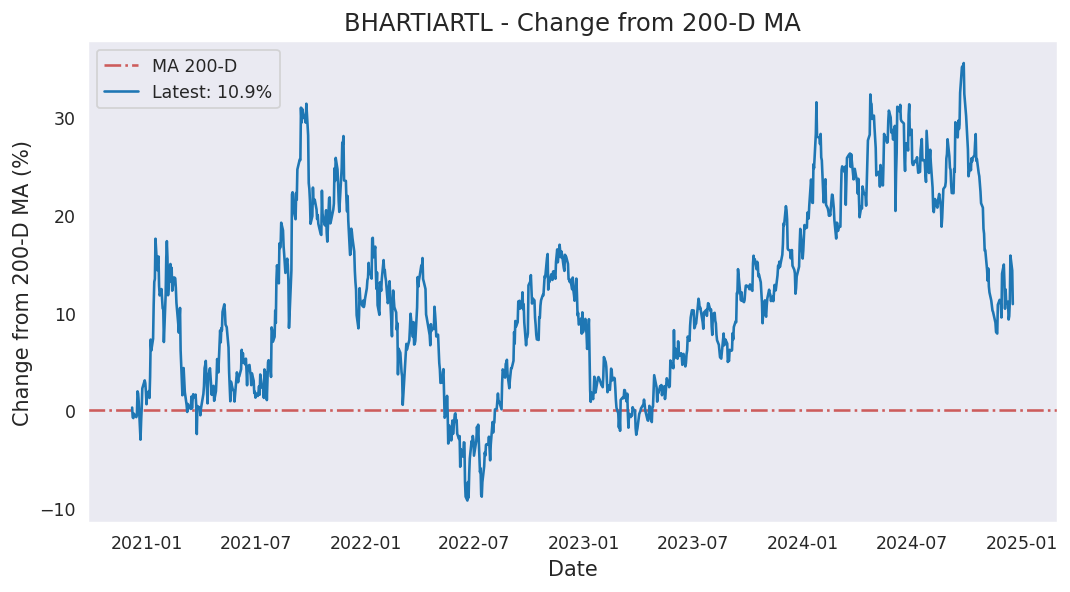 BHARTIARTL - Change from 200-D MA
MA 200-D
Latest: 10.9%
Change from 200-D MA (%)
30
20
10
0
−10
2021-01 2021-07 2022-01 2022-07 2023-01 2023-07 2024-01 2024-07 2025-01
Date